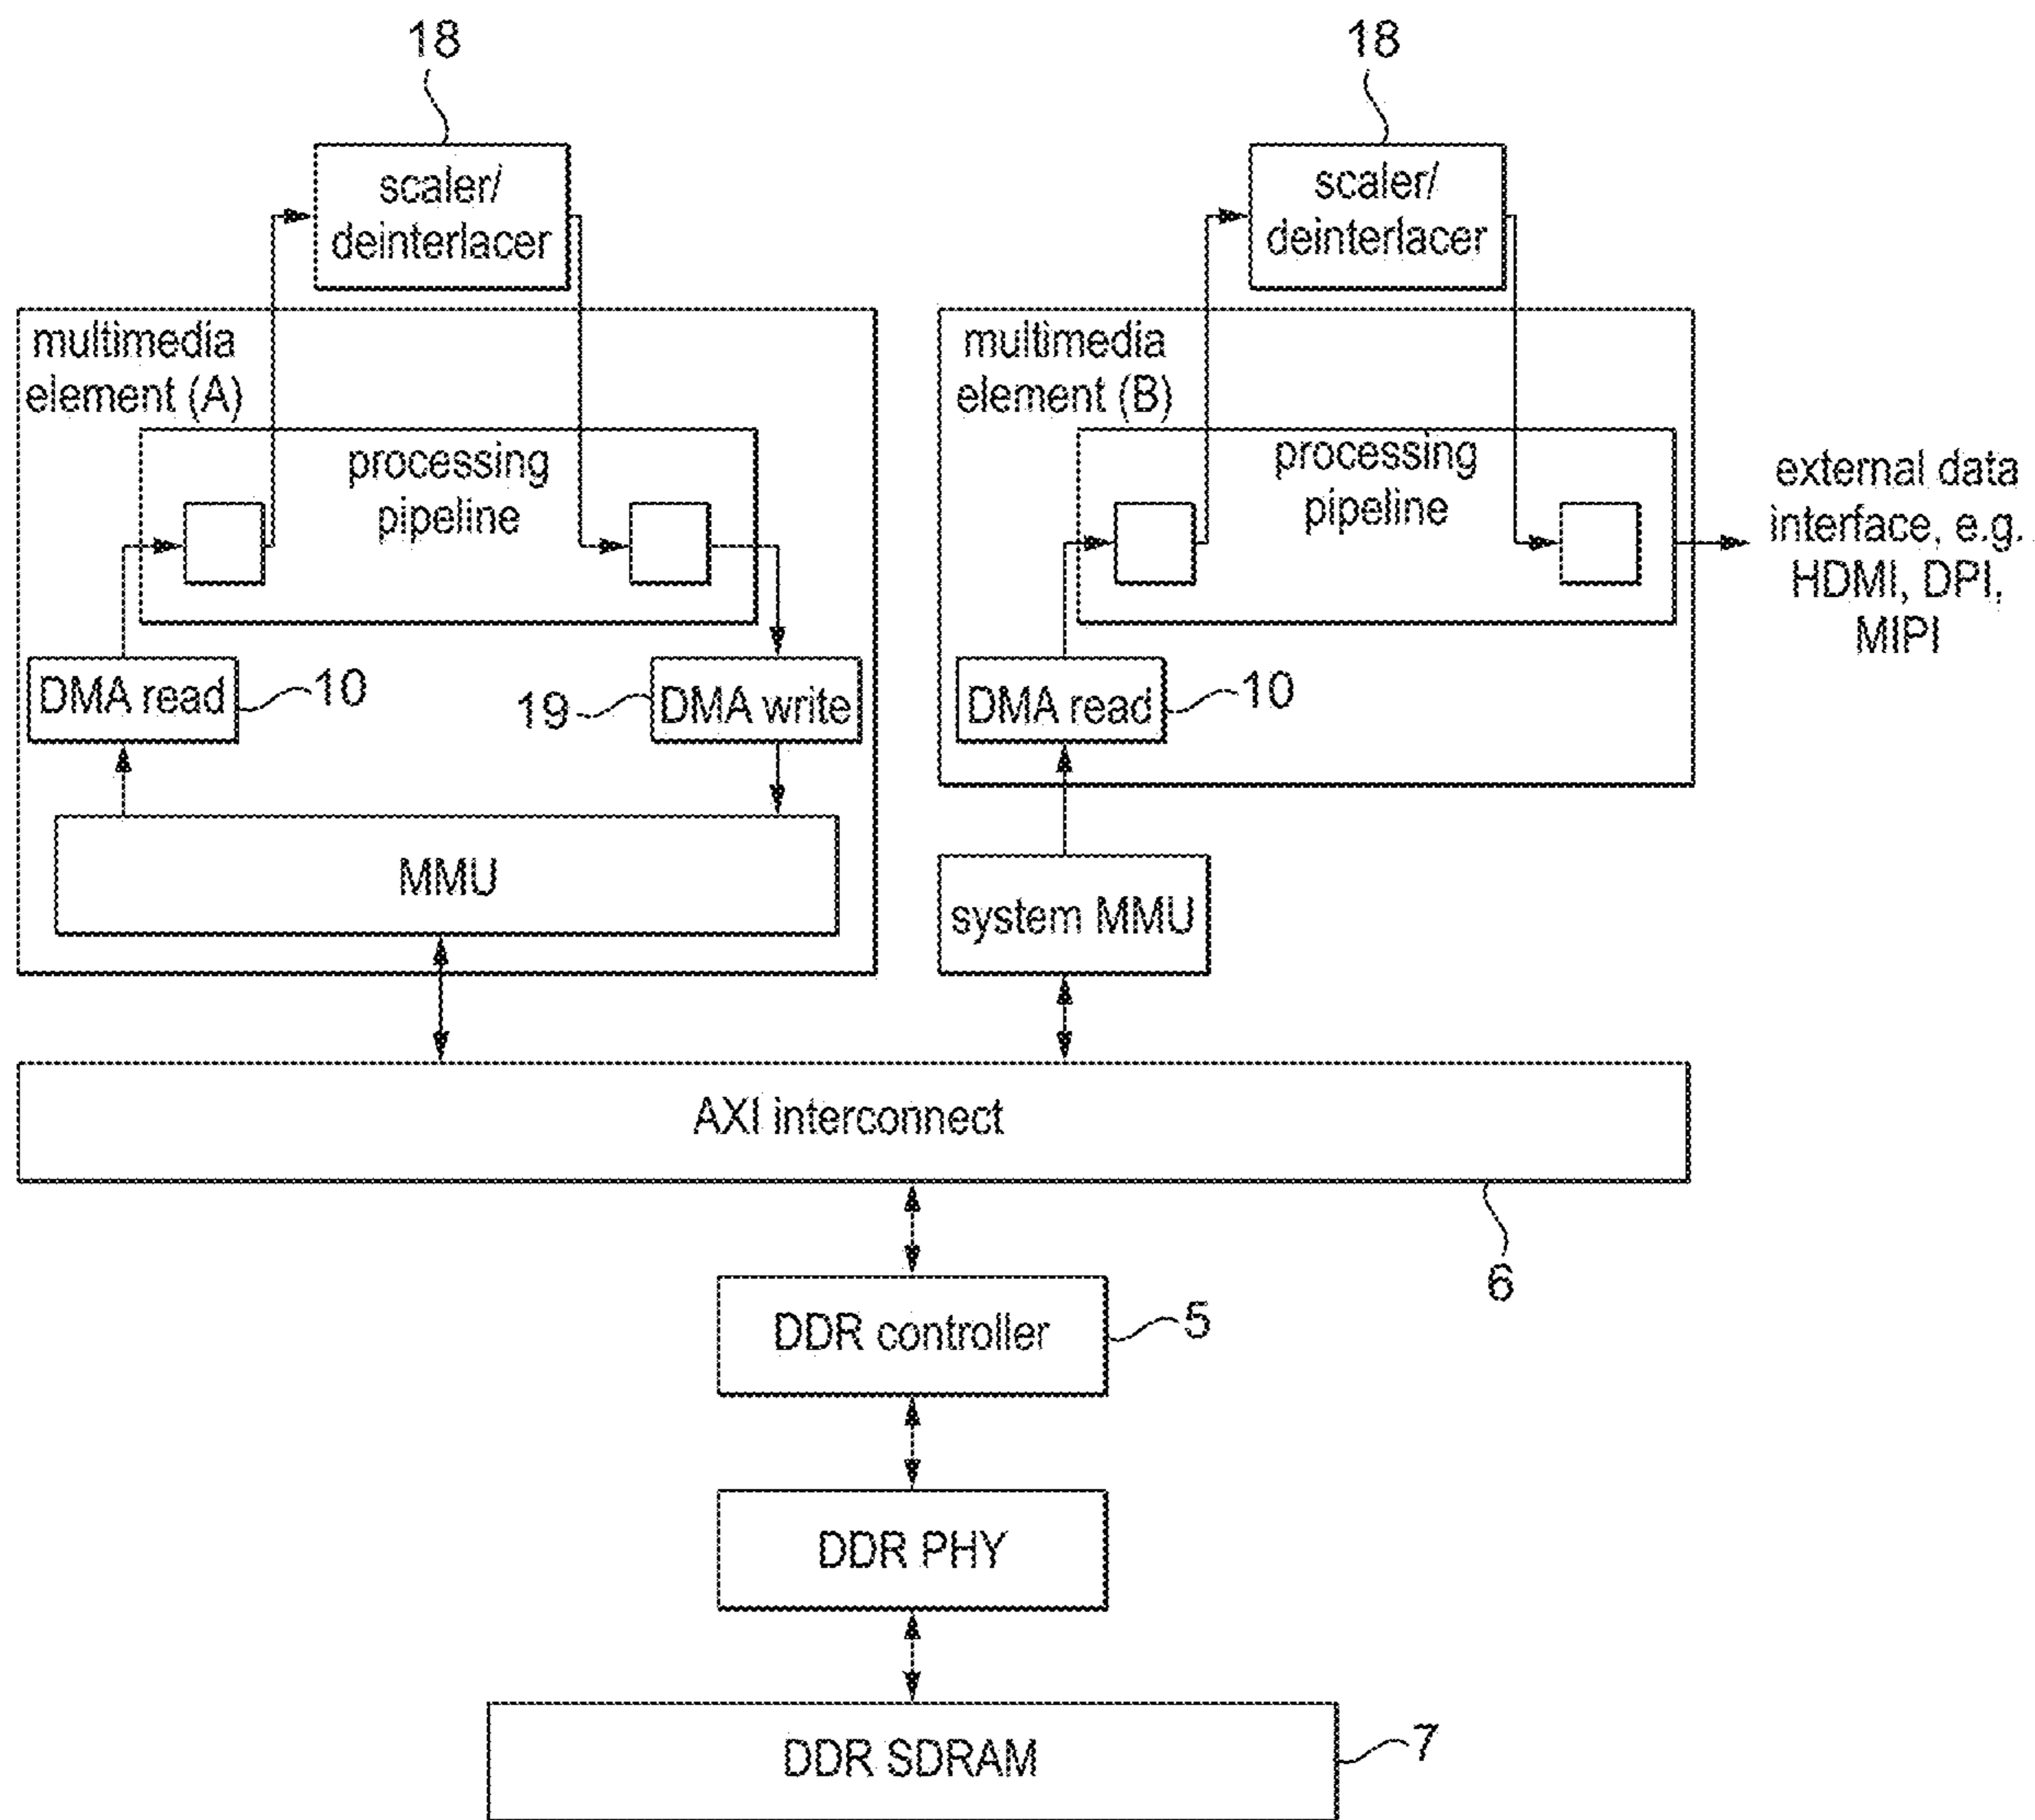 18
18
scaler/
deinterlacer
scaler/
deinterlacer
multimedia
element (A)
multimedia
element (B)
processing
pipeline
processing
pipeline
external data
interface, e.g.
HDMI, DPI,
MIPI
DMA read
10
19
DMA write
DMA read
10
MMU
system MMU
AXI interconnect
6
DDR controller
5
DDR PHY
DDR SDRAM
7